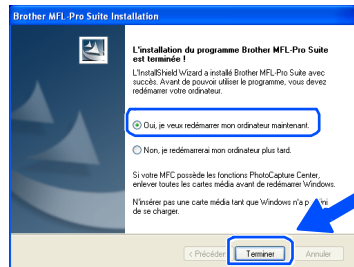 Brother MFL-Pro Suite Installation
L'installation du programme Brother MFL-Pro Suite
est terminée !
L'InstallShield Wizard a installé Brother MFL-Pro Suite avec
succès. Avant de pouvoir utiliser le programme, vous devez
redémarrer votre ordinateur.
Oui, je veux redémarrer mon ordinateur maintenant.
Non, je redémarrerai mon ordinateur plus tard.
Si votre MFC possède les fonctions PhotoCapture Center,
enlever toutes les cartes média avant de redémarrer Windows.
N'insérer pas une carte média tant que Windows n'a
de se charger.
< Précéder
Terminer
Annuler